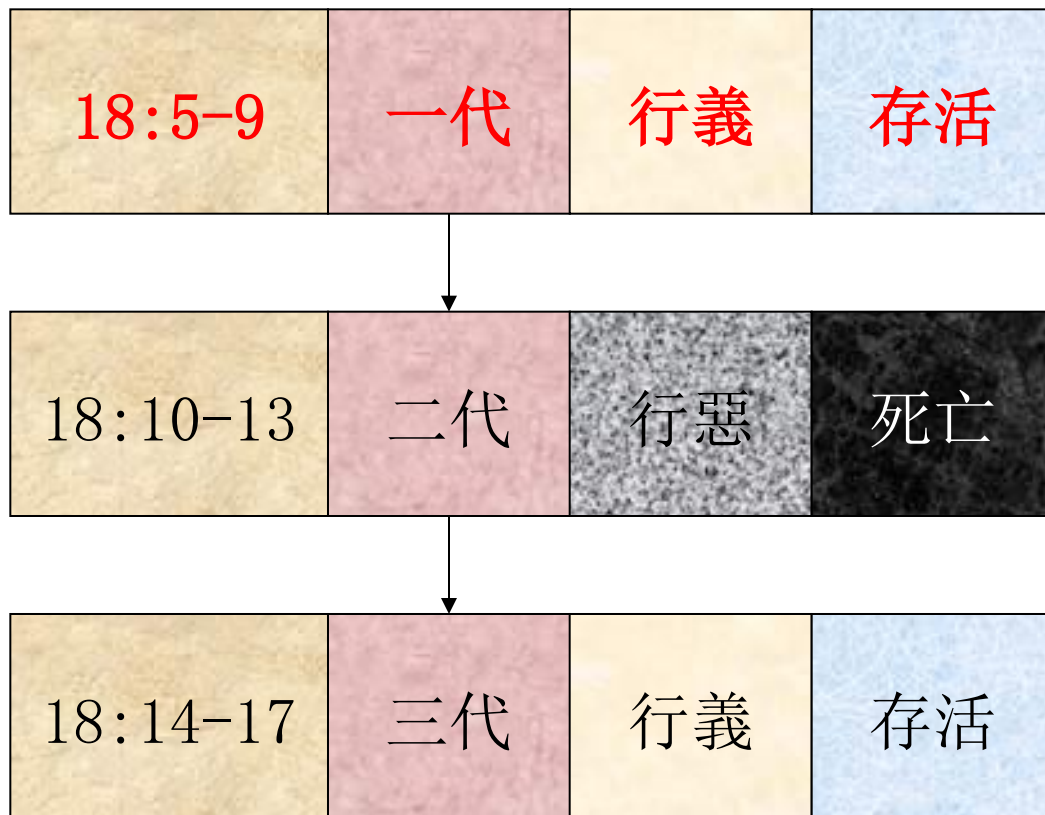 18:5-9 一代 行義 存活
18:10-13 二代 行惡 死亡
18:14-17 三代 行義 存活